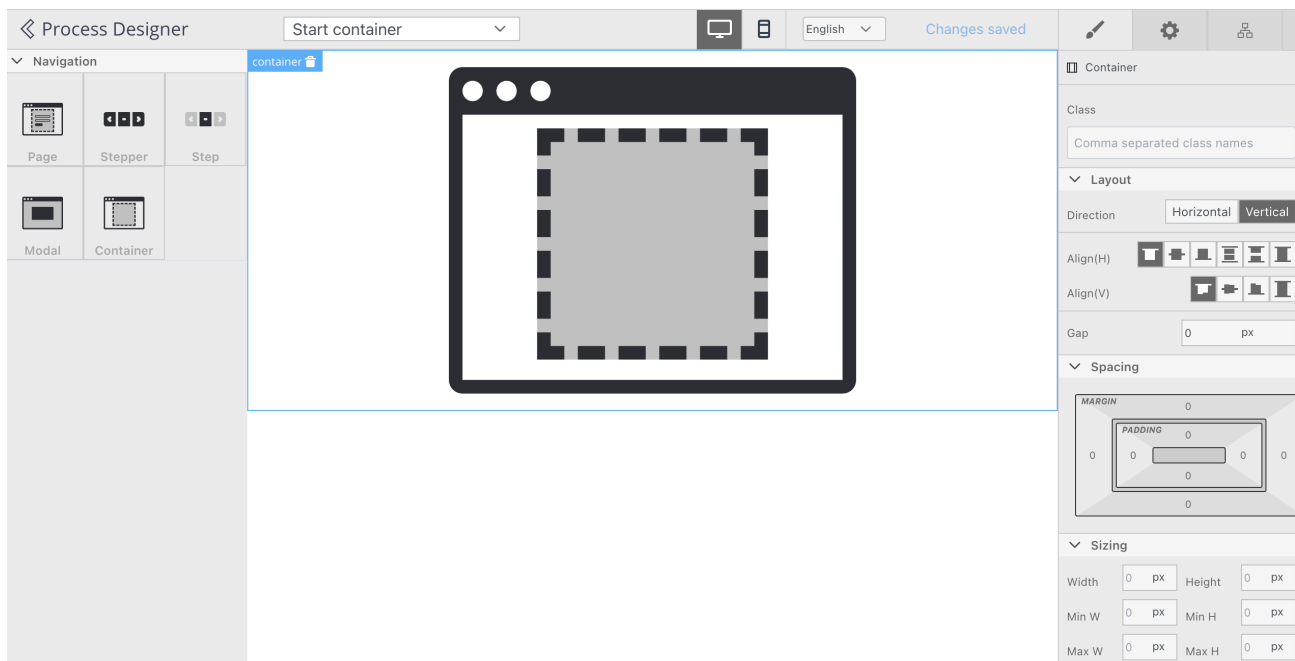 Process Designer
Start container
English
Changes saved
Navigation
Page
Stepper
Step
Modal
Container
container
Container
Class
Comma separated class names
Layout
Direction
Horizontal
Vertical
Align(H)
Align(V)
Gap
0 px
Spacing
MARGIN
0
PADDING
0
0 0 0 0
0
0
Sizing
Width 0 px Height 0 px
Min W 0 px Min H 0 px
Max W 0 px Max H 0 px